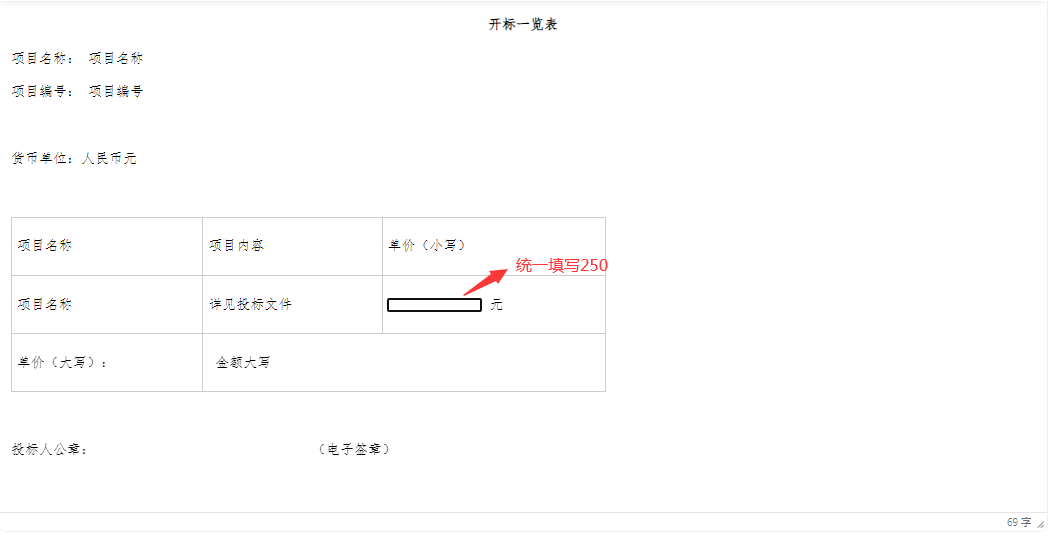 开标一览表
项目名称： 项目名称
项目编号： 项目编号
货币单位：人民币元
项目名称 项目内容 单价（小写）
统一填写250
项目名称 详见投标文件 元
单价（大写）： 金额大写
投标人公章： （电子签章）
69 字